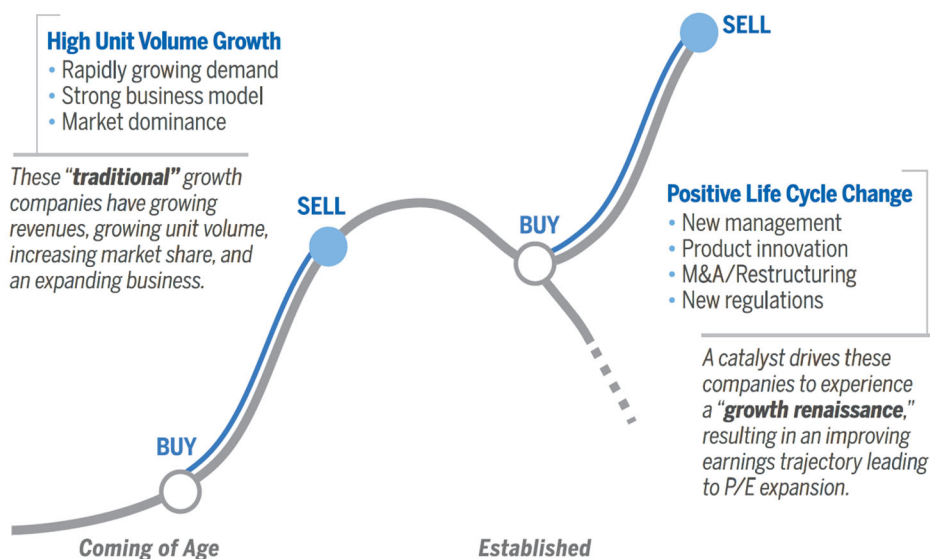 High Unit Volume Growth
• Rapidly growing demand
• Strong business model
• Market dominance
These “traditional” growth
companies have growing
revenues, growing unit volume,
increasing market share, and
an expanding business.
BUY
SELL
BUY
SELL
Positive Life Cycle Change
• New management
• Product innovation
• M&A/Restructuring
• New regulations
A catalyst drives these
companies to experience
a “growth renaissance,”
resulting in an improving
earnings trajectory leading
to P/E expansion.
Coming of Age
Established